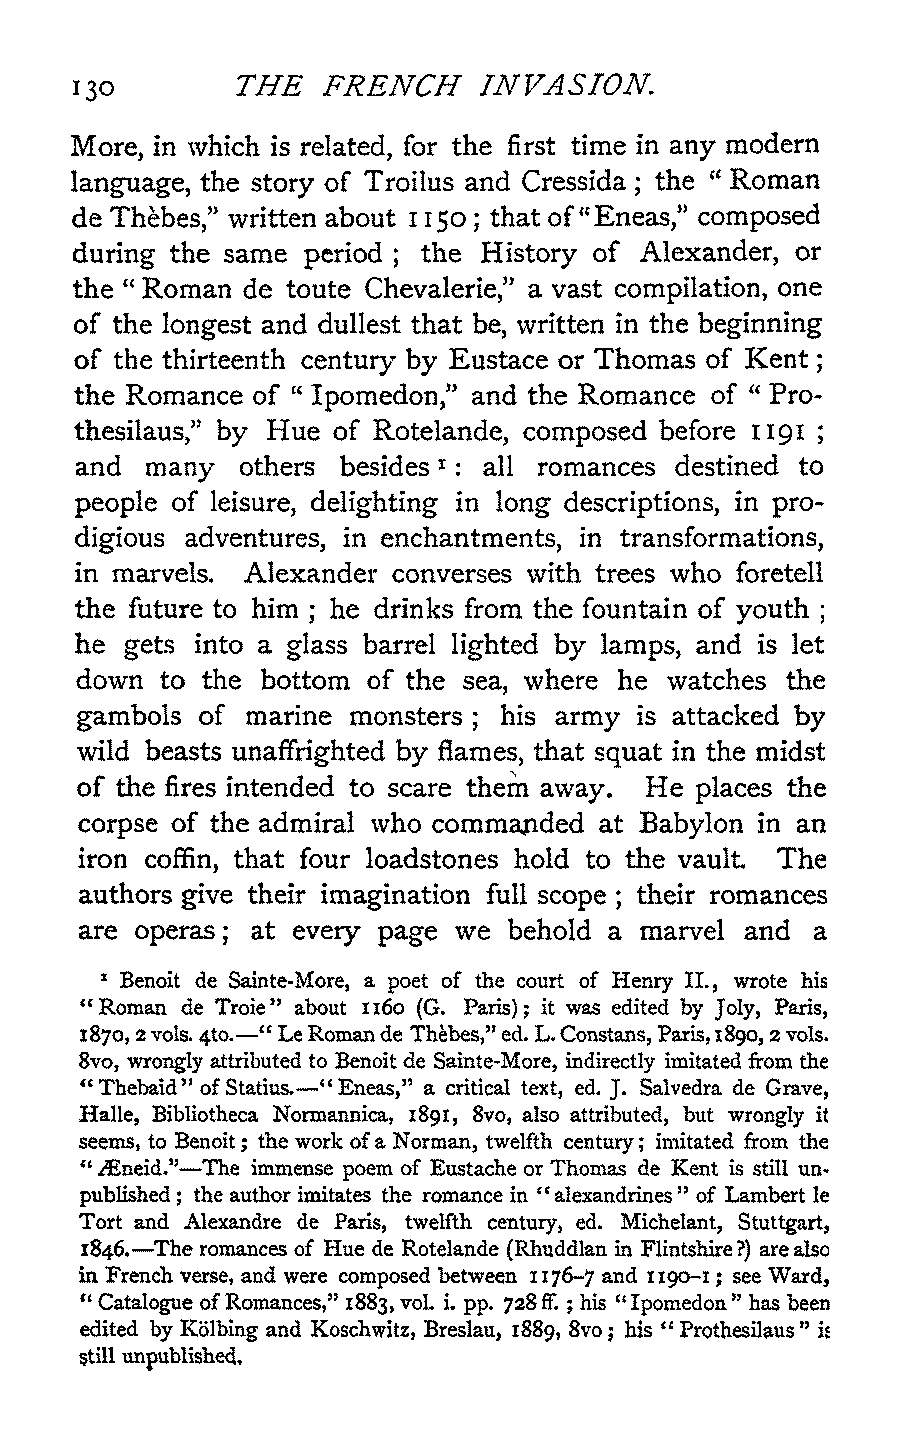 130 THE FRENCH INVASION.
More, in which is related, for the first time in any modern
language, the story of Troilus and Cressida ; the “ Roman
de Thèbes,” written about 1150 ; that of “Eneas,” composed
during the same period ; the History of Alexander, or
the “ Roman de toute Chevalerie,” a vast compilation, one
of the longest and dullest that be, written in the beginning
of the thirteenth century by Eustace or Thomas of Kent ;
the Romance of “ Ipomedon,” and the Romance of “ Pro-
thesilaus,” by Hue of Rotelande, composed before 1191 ;
and many others besides ¹ : all romances destined to
people of leisure, delighting in long descriptions, in pro-
digious adventures, in enchantments, in transformations,
in marvels. Alexander converses with trees who foretell
the future to him ; he drinks from the fountain of youth ;
he gets into a glass barrel lighted by lamps, and is let
down to the bottom of the sea, where he watches the
gambols of marine monsters ; his army is attacked by
wild beasts unaffrighted by flames, that squat in the midst
of the fires intended to scare them away. He places the
corpse of the admiral who commanded at Babylon in an
iron coffin, that four loadstones hold to the vault. The
authors give their imagination full scope ; their romances
are operas ; at every page we behold a marvel and a
¹ Benoit de Sainte-More, a poet of the court of Henry II., wrote his
“ Roman de Troie ” about 1160 (G. Paris) ; it was edited by Joly, Paris,
1870, 2 vols. 4to.—“ Le Roman de Thèbes,” ed. L. Constans, Paris, 1890, 2 vols.
8vo, wrongly attributed to Benoit de Sainte-More, indirectly imitated from the
“ Thebaid ” of Statius.—“ Eneas,” a critical text, ed. J. Salvedra de Grave,
Halle, Bibliotheca Normannica, 1891, 8vo, also attributed, but wrongly it
seems, to Benoit ; the work of a Norman, twelfth century ; imitated from the
“ Æneid.”—The immense poem of Eustache or Thomas de Kent is still un-
published ; the author imitates the romance in “ alexandrines ” of Lambert le
Tort and Alexandre de Paris, twelfth century, ed. Michelant, Stuttgart,
1846.—The romances of Hue de Rotelande (Rhuddlan in Flintshire ?) are also
in French verse, and were composed between 1176–7 and 1190–1 ; see Ward,
“ Catalogue of Romances,” 1883, vol. i. pp. 728 ff. ; his “ Ipomedon ” has been
edited by Kölbing and Koschwitz, Breslau, 1889, 8vo ; his “ Prothesilaus ” is
still unpublished.